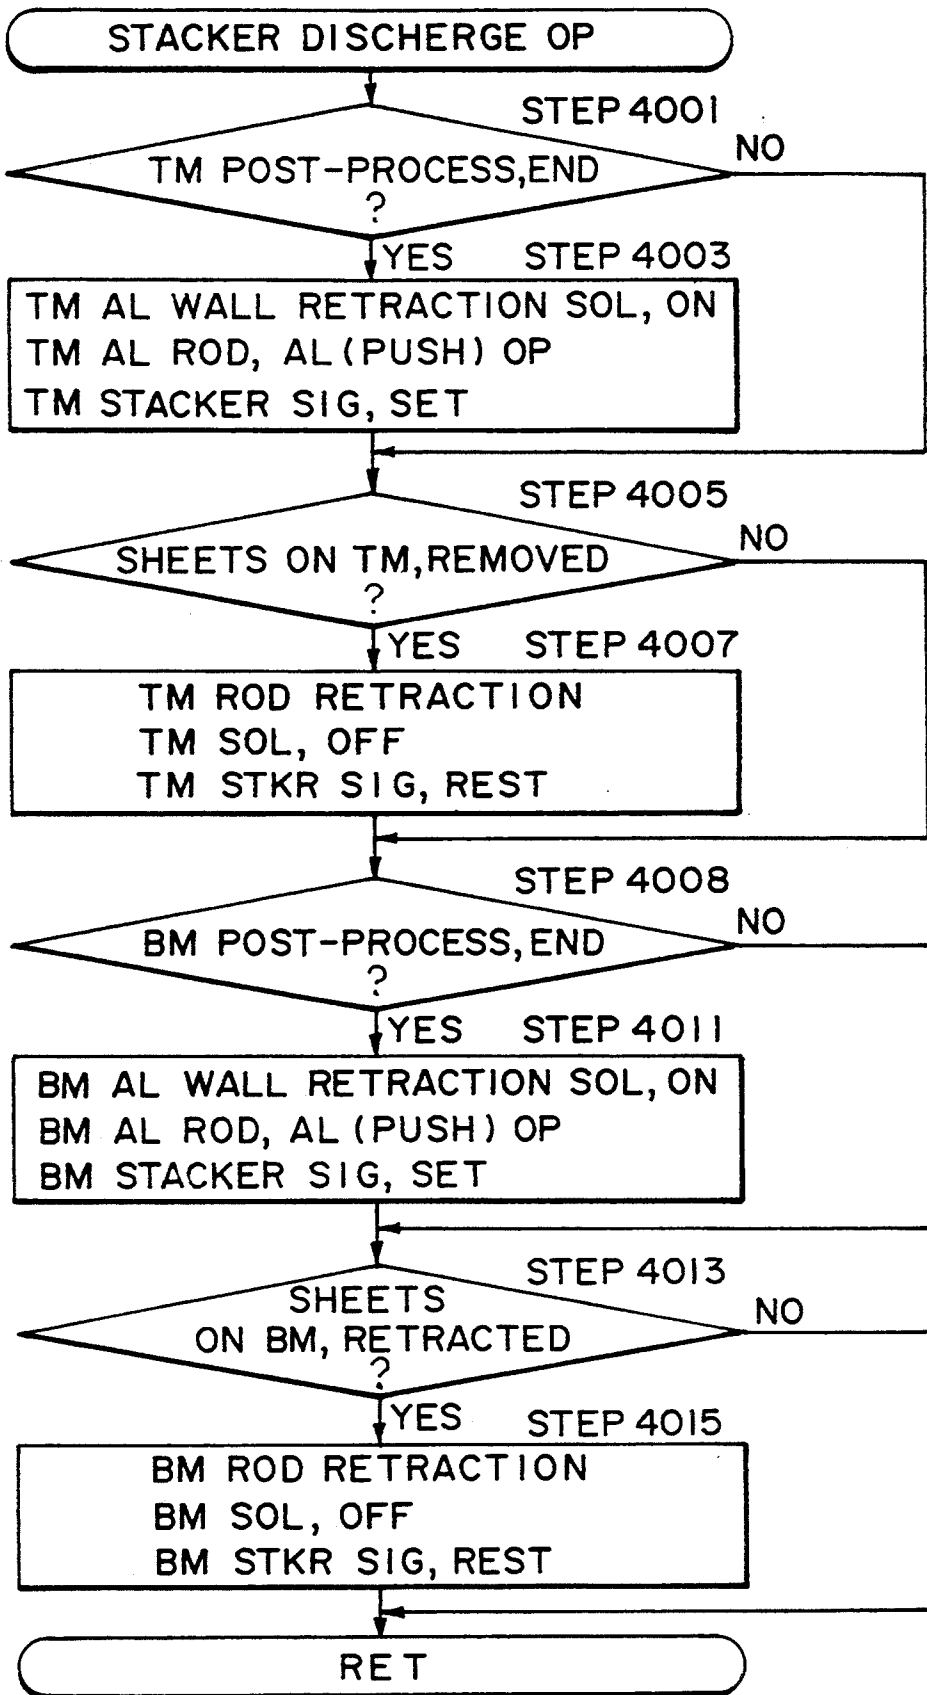 STACKER DISCHERGE OP
STEP 4001
NO
TM POST-PROCESS, END
?
YES STEP 4003
TM AL WALL RETRACTION SOL, ON
TM AL ROD, AL (PUSH) OP
TM STACKER SIG, SET
STEP 4005
NO
SHEETS ON TM, REMOVED
?
YES STEP 4007
TM ROD RETRACTION
TM SOL, OFF
TM STKR SIG, REST
STEP 4008
NO
BM POST-PROCESS, END
?
YES STEP 4011
BM AL WALL RETRACTION SOL, ON
BM AL ROD, AL (PUSH) OP
BM STACKER SIG, SET
STEP 4013
SHEETS
NO
ON BM, RETRACTED
?
YES STEP 4015
BM ROD RETRACTION
BM SOL, OFF
BM STKR SIG, REST
RET